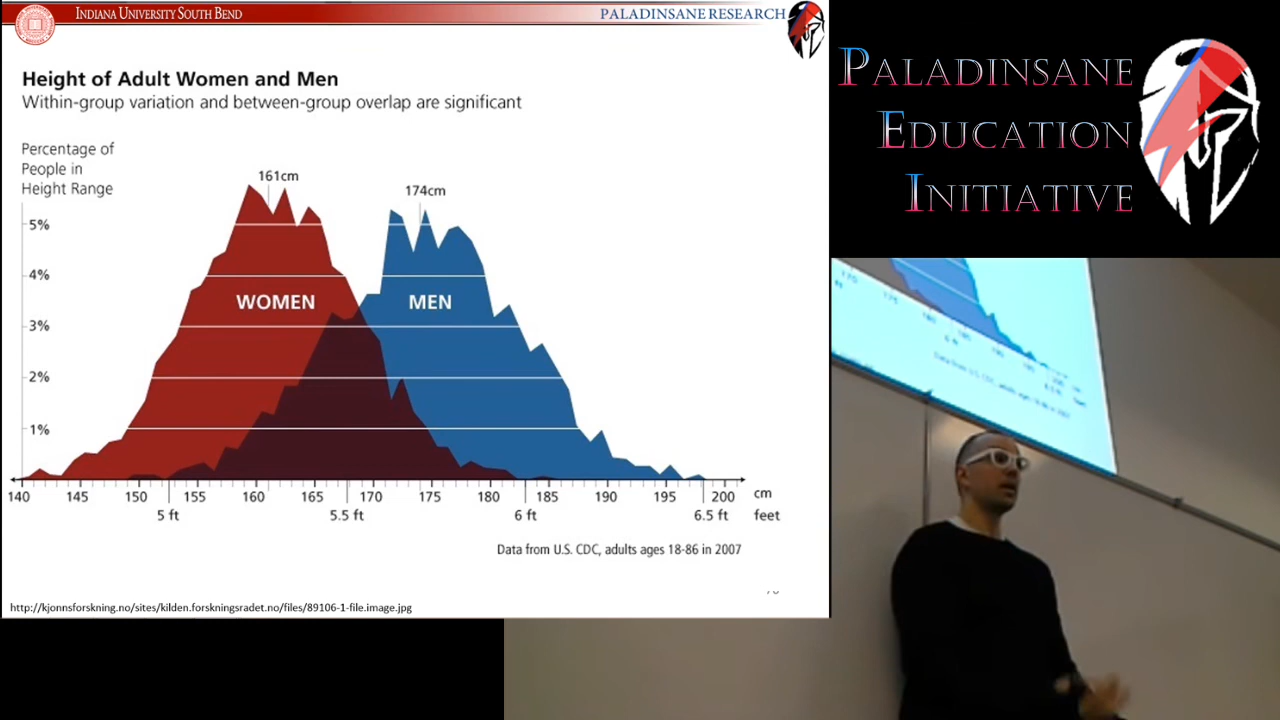 INDIANA UNIVERSITY SOUTH BEND
PALADINSANE RESEARCH
Height of Adult Women and Men
Within-group variation and between-group overlap are significant
Percentage of
People in
Height Range
161cm
174cm
5%
4%
3%
2%
1%
WOMEN
MEN
140 145 150 155 160 165 170 175 180 185 190 195 200 cm
5 ft 5.5 ft 6 ft 6.5 ft feet
Data from U.S. CDC, adults ages 18-86 in 2007
http://kjonnsforskning.no/sites/kilden.forskningsradet.no/files/89106-1-file.image.jpg
PALADINSANE
EDUCATION
INITIATIVE